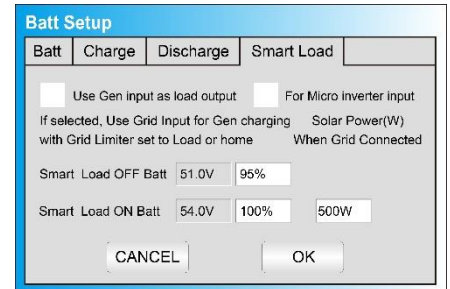 Batt Setup
Batt Charge Discharge Smart Load
Use Gen input as load output For Micro inverter input
If selected, Use Grid Input for Gen charging Solar Power(W)
with Grid Limiter set to Load or home When Grid Connected
Smart Load OFF Batt 51.0V 95%
Smart Load ON Batt 54.0V 100% 500W
CANCEL OK